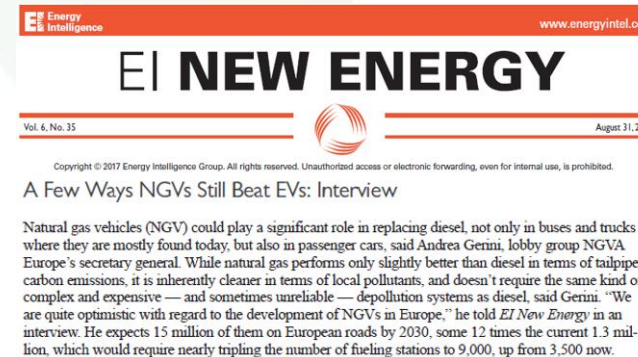 Energy
Intelligence
www.energyintel.co
EI NEW ENERGY
Vol. 6, No. 35
August 31, 2
Copyright © 2017 Energy Intelligence Group. All rights reserved. Unauthorized access or electronic forwarding, even for internal use, is prohibited.
A Few Ways NGVs Still Beat EVs: Interview
Natural gas vehicles (NGV) could play a significant role in replacing diesel, not only in buses and trucks
where they are mostly found today, but also in passenger cars, said Andrea Gerini, lobby group NGVA
Europe's secretary general. While natural gas performs only slightly better than diesel in terms of tailpipe
carbon emissions, it is inherently cleaner in terms of local pollutants, and doesn't require the same kind o
complex and expensive — and sometimes unreliable — depollution systems as diesel, said Gerini. "We
are quite optimistic with regard to the development of NGVs in Europe," he told EI New Energy in an
interview. He expects 15 million of them on European roads by 2030, some 12 times the current 1.3 mil-
lion, which would require nearly tripling the number of fueling stations to 9,000, up from 3,500 now.